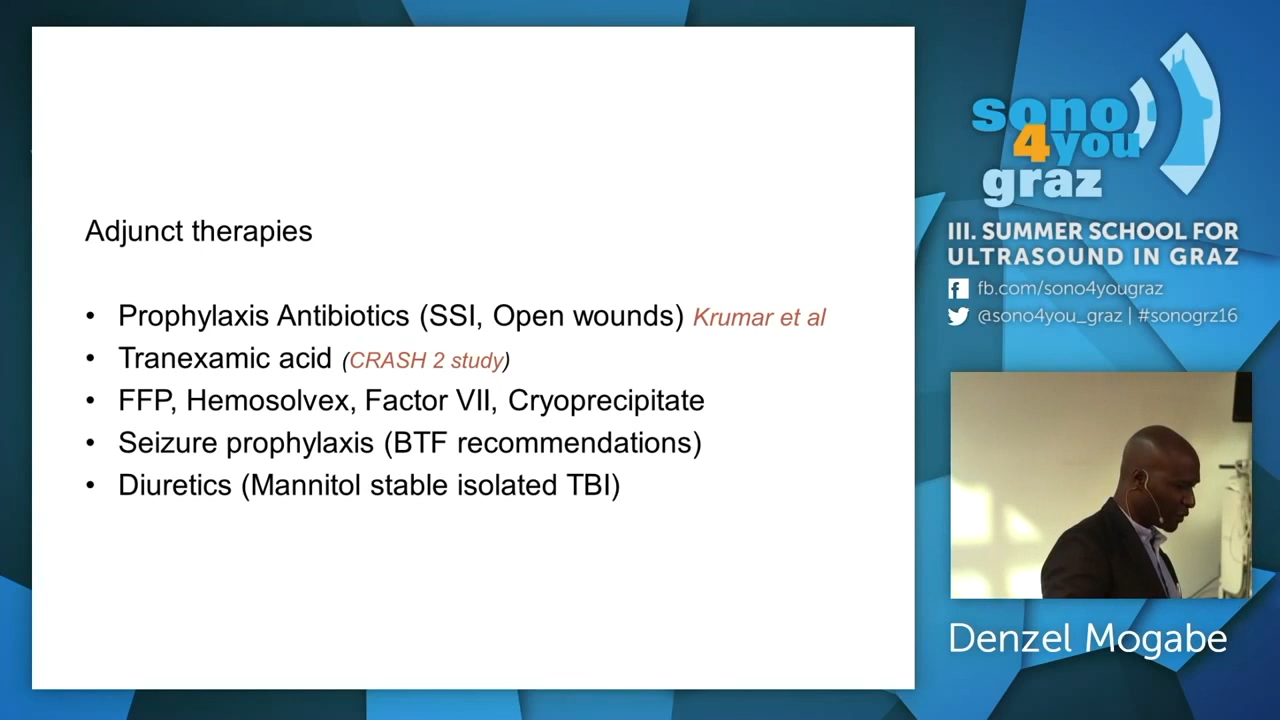 Adjunct therapies
• Prophylaxis Antibiotics (SSI, Open wounds) Krumar et al
• Tranexamic acid (CRASH 2 study)
• FFP, Hemosolvex, Factor VII, Cryoprecipitate
• Seizure prophylaxis (BTF recommendations)
• Diuretics (Mannitol stable isolated TBI)
sono
4you
graz
III. SUMMER SCHOOL FOR
ULTRASOUND IN GRAZ
fb.com/sono4yougraz
@sono4you_graz | #sonogrz16
Denzel Mogabe